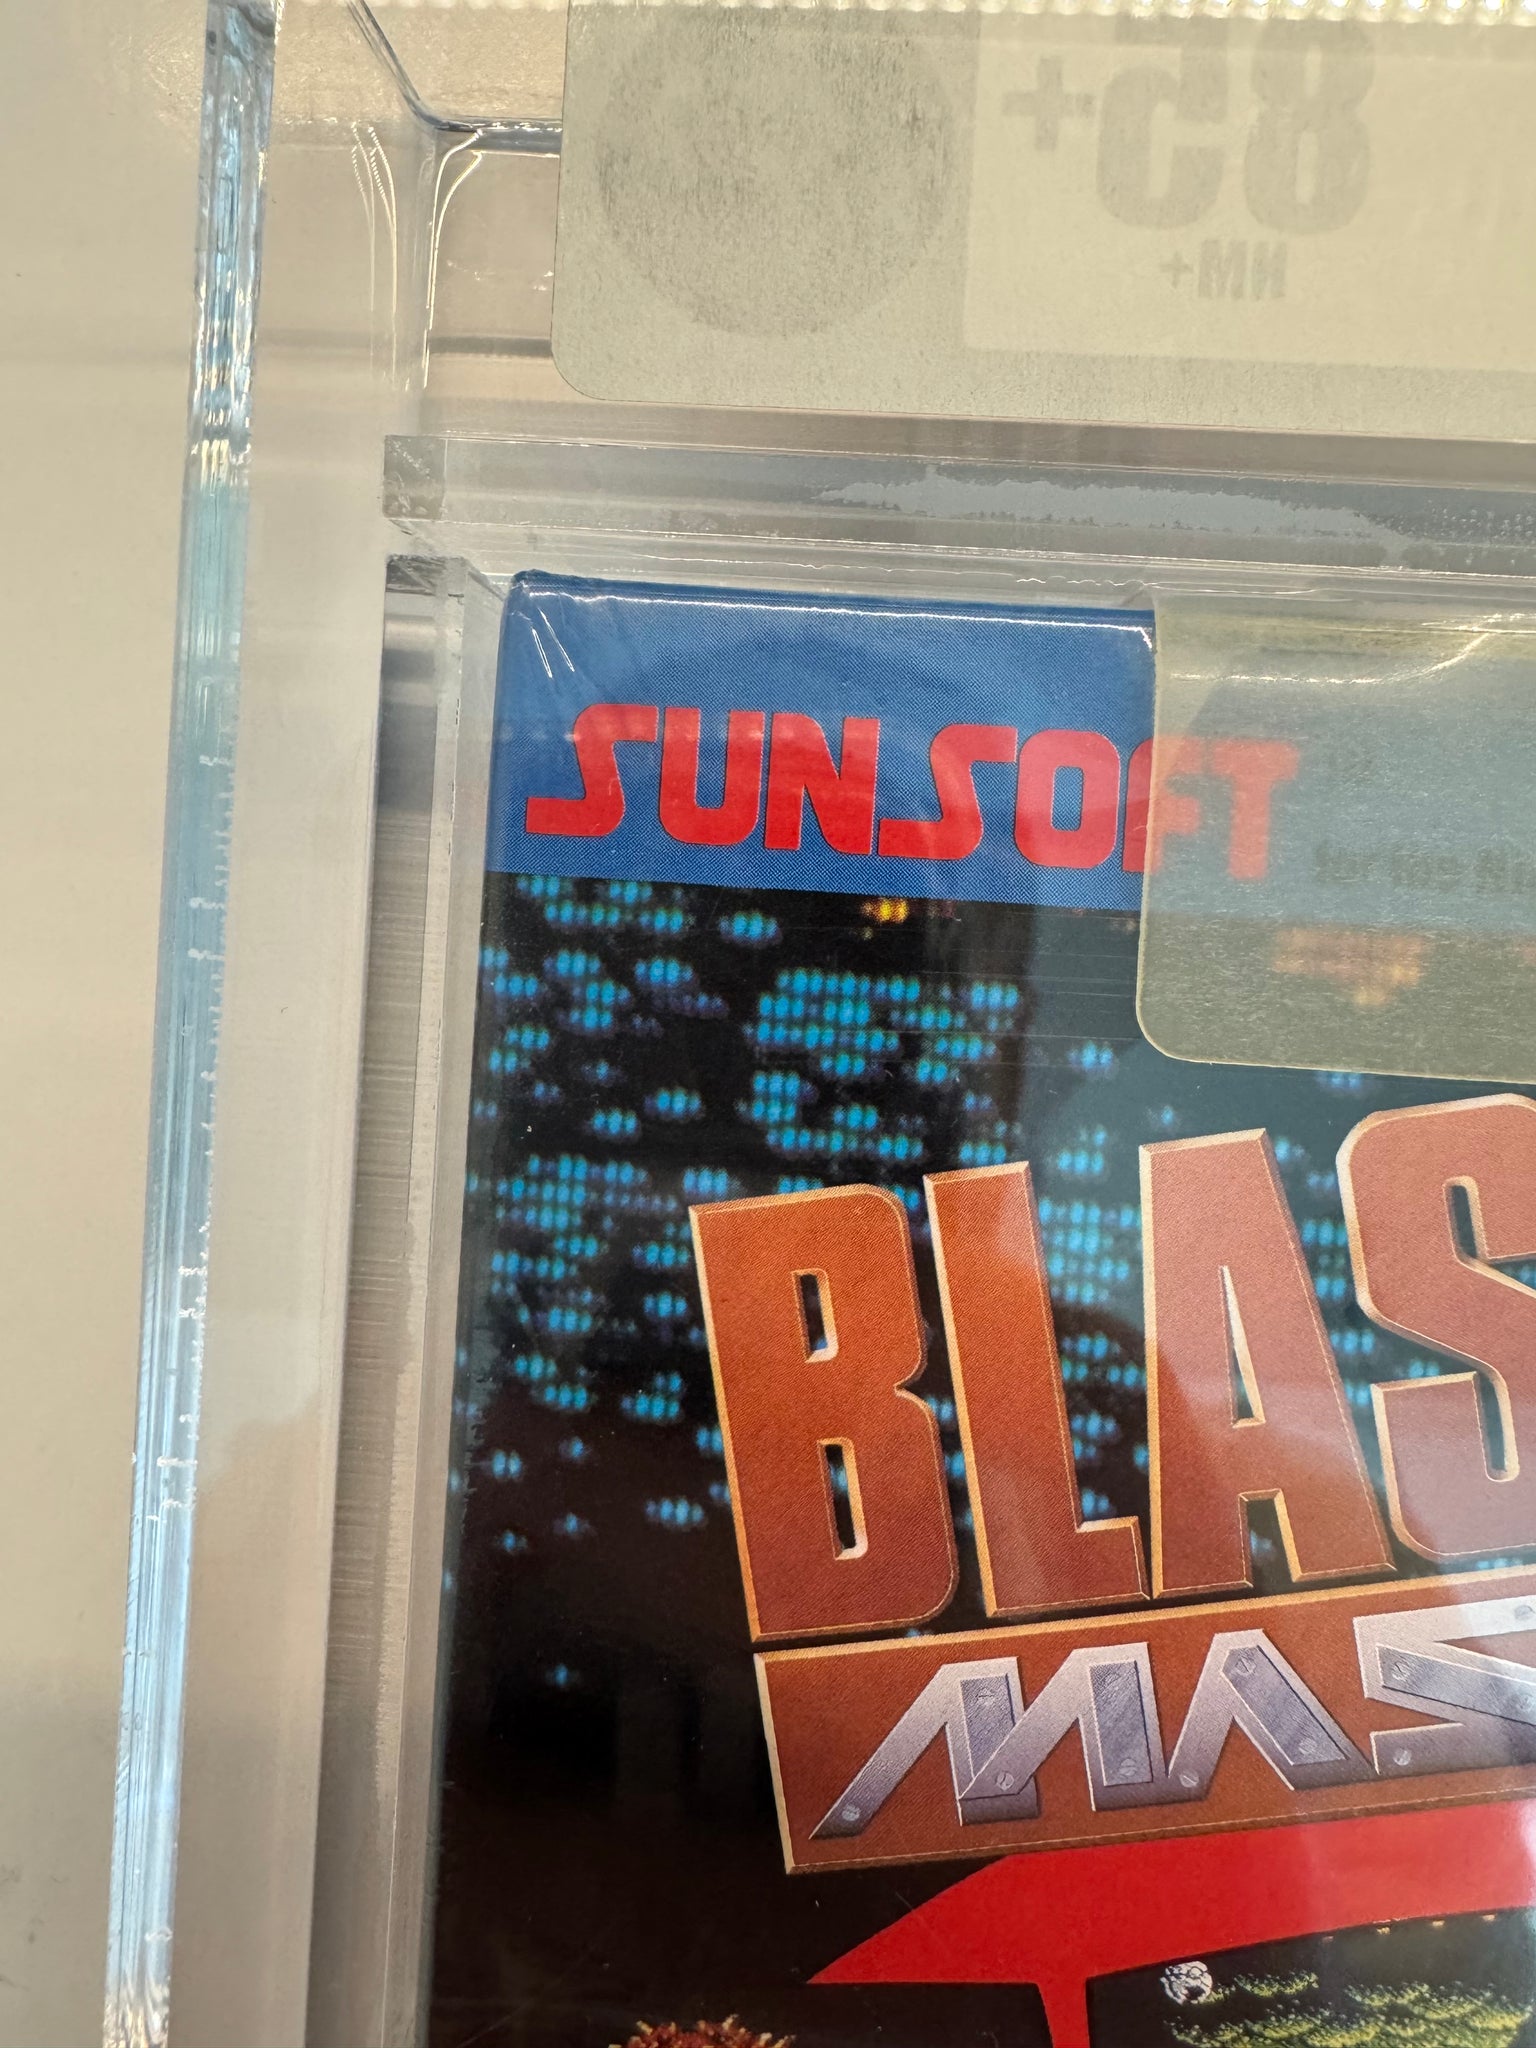 85+
NM+
SUNSOFT
BLAS
MAS